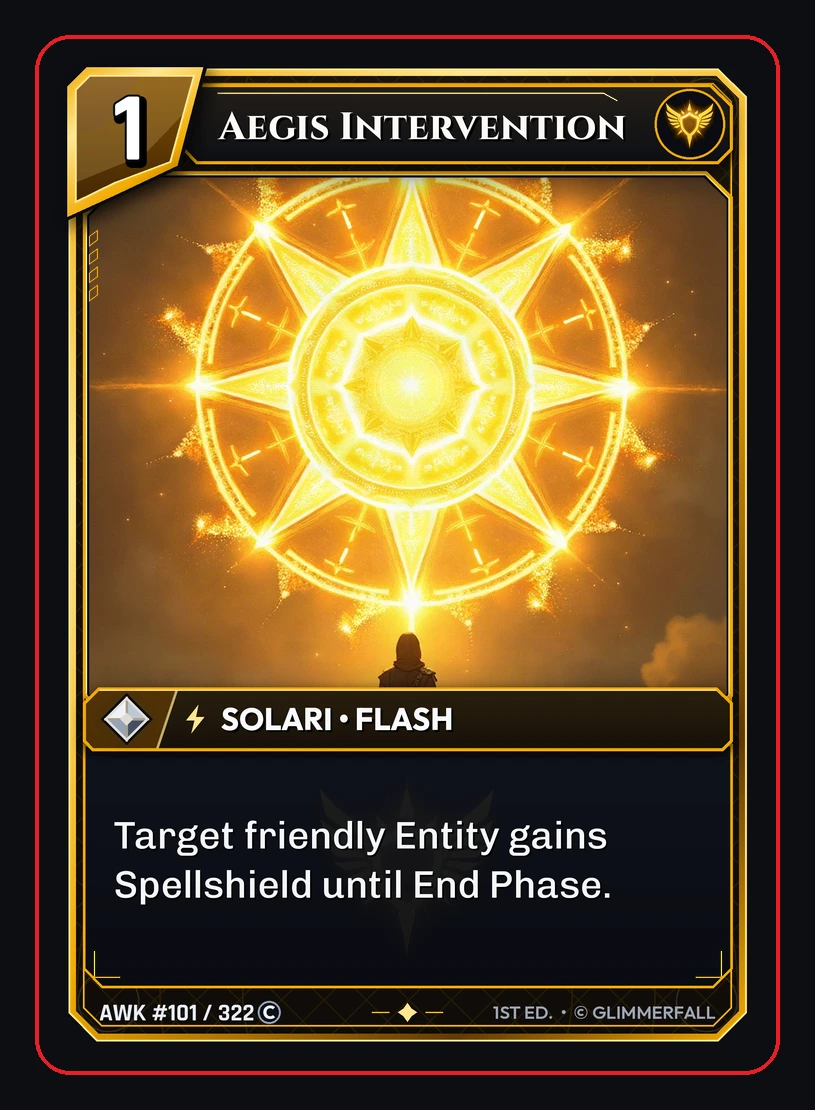 1
AEGIS INTERVENTION
SOLARI • FLASH
Target friendly Entity gains
Spellshield until End Phase.
AWK #101 / 322 Ⓒ
1ST ED. • © GLIMMERFALL